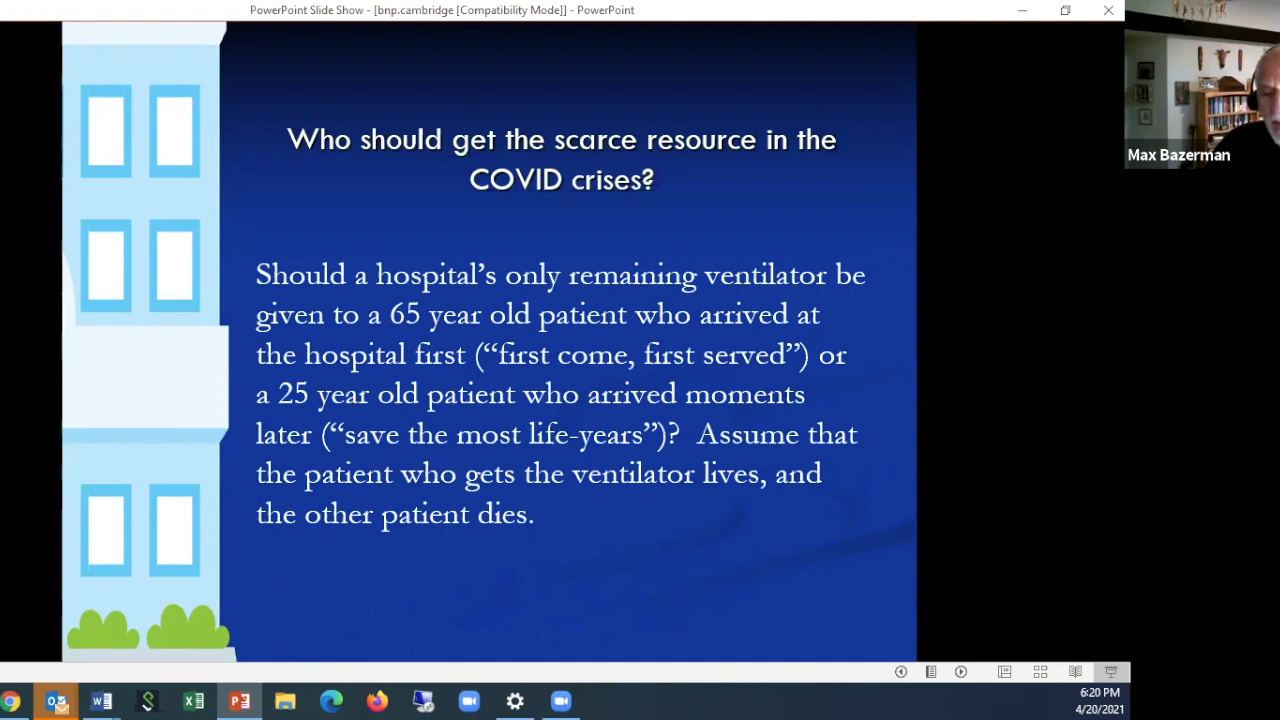 PowerPoint Slide Show - [bnp.cambridge [Compatibility Mode]] - PowerPoint
Who should get the scarce resource in the
COVID crises?
Should a hospital’s only remaining ventilator be
given to a 65 year old patient who arrived at
the hospital first (“first come, first served”) or
a 25 year old patient who arrived moments
later (“save the most life-years”)?  Assume that
the patient who gets the ventilator lives, and
the other patient dies.
Max Bazerman
6:20 PM
4/20/2021